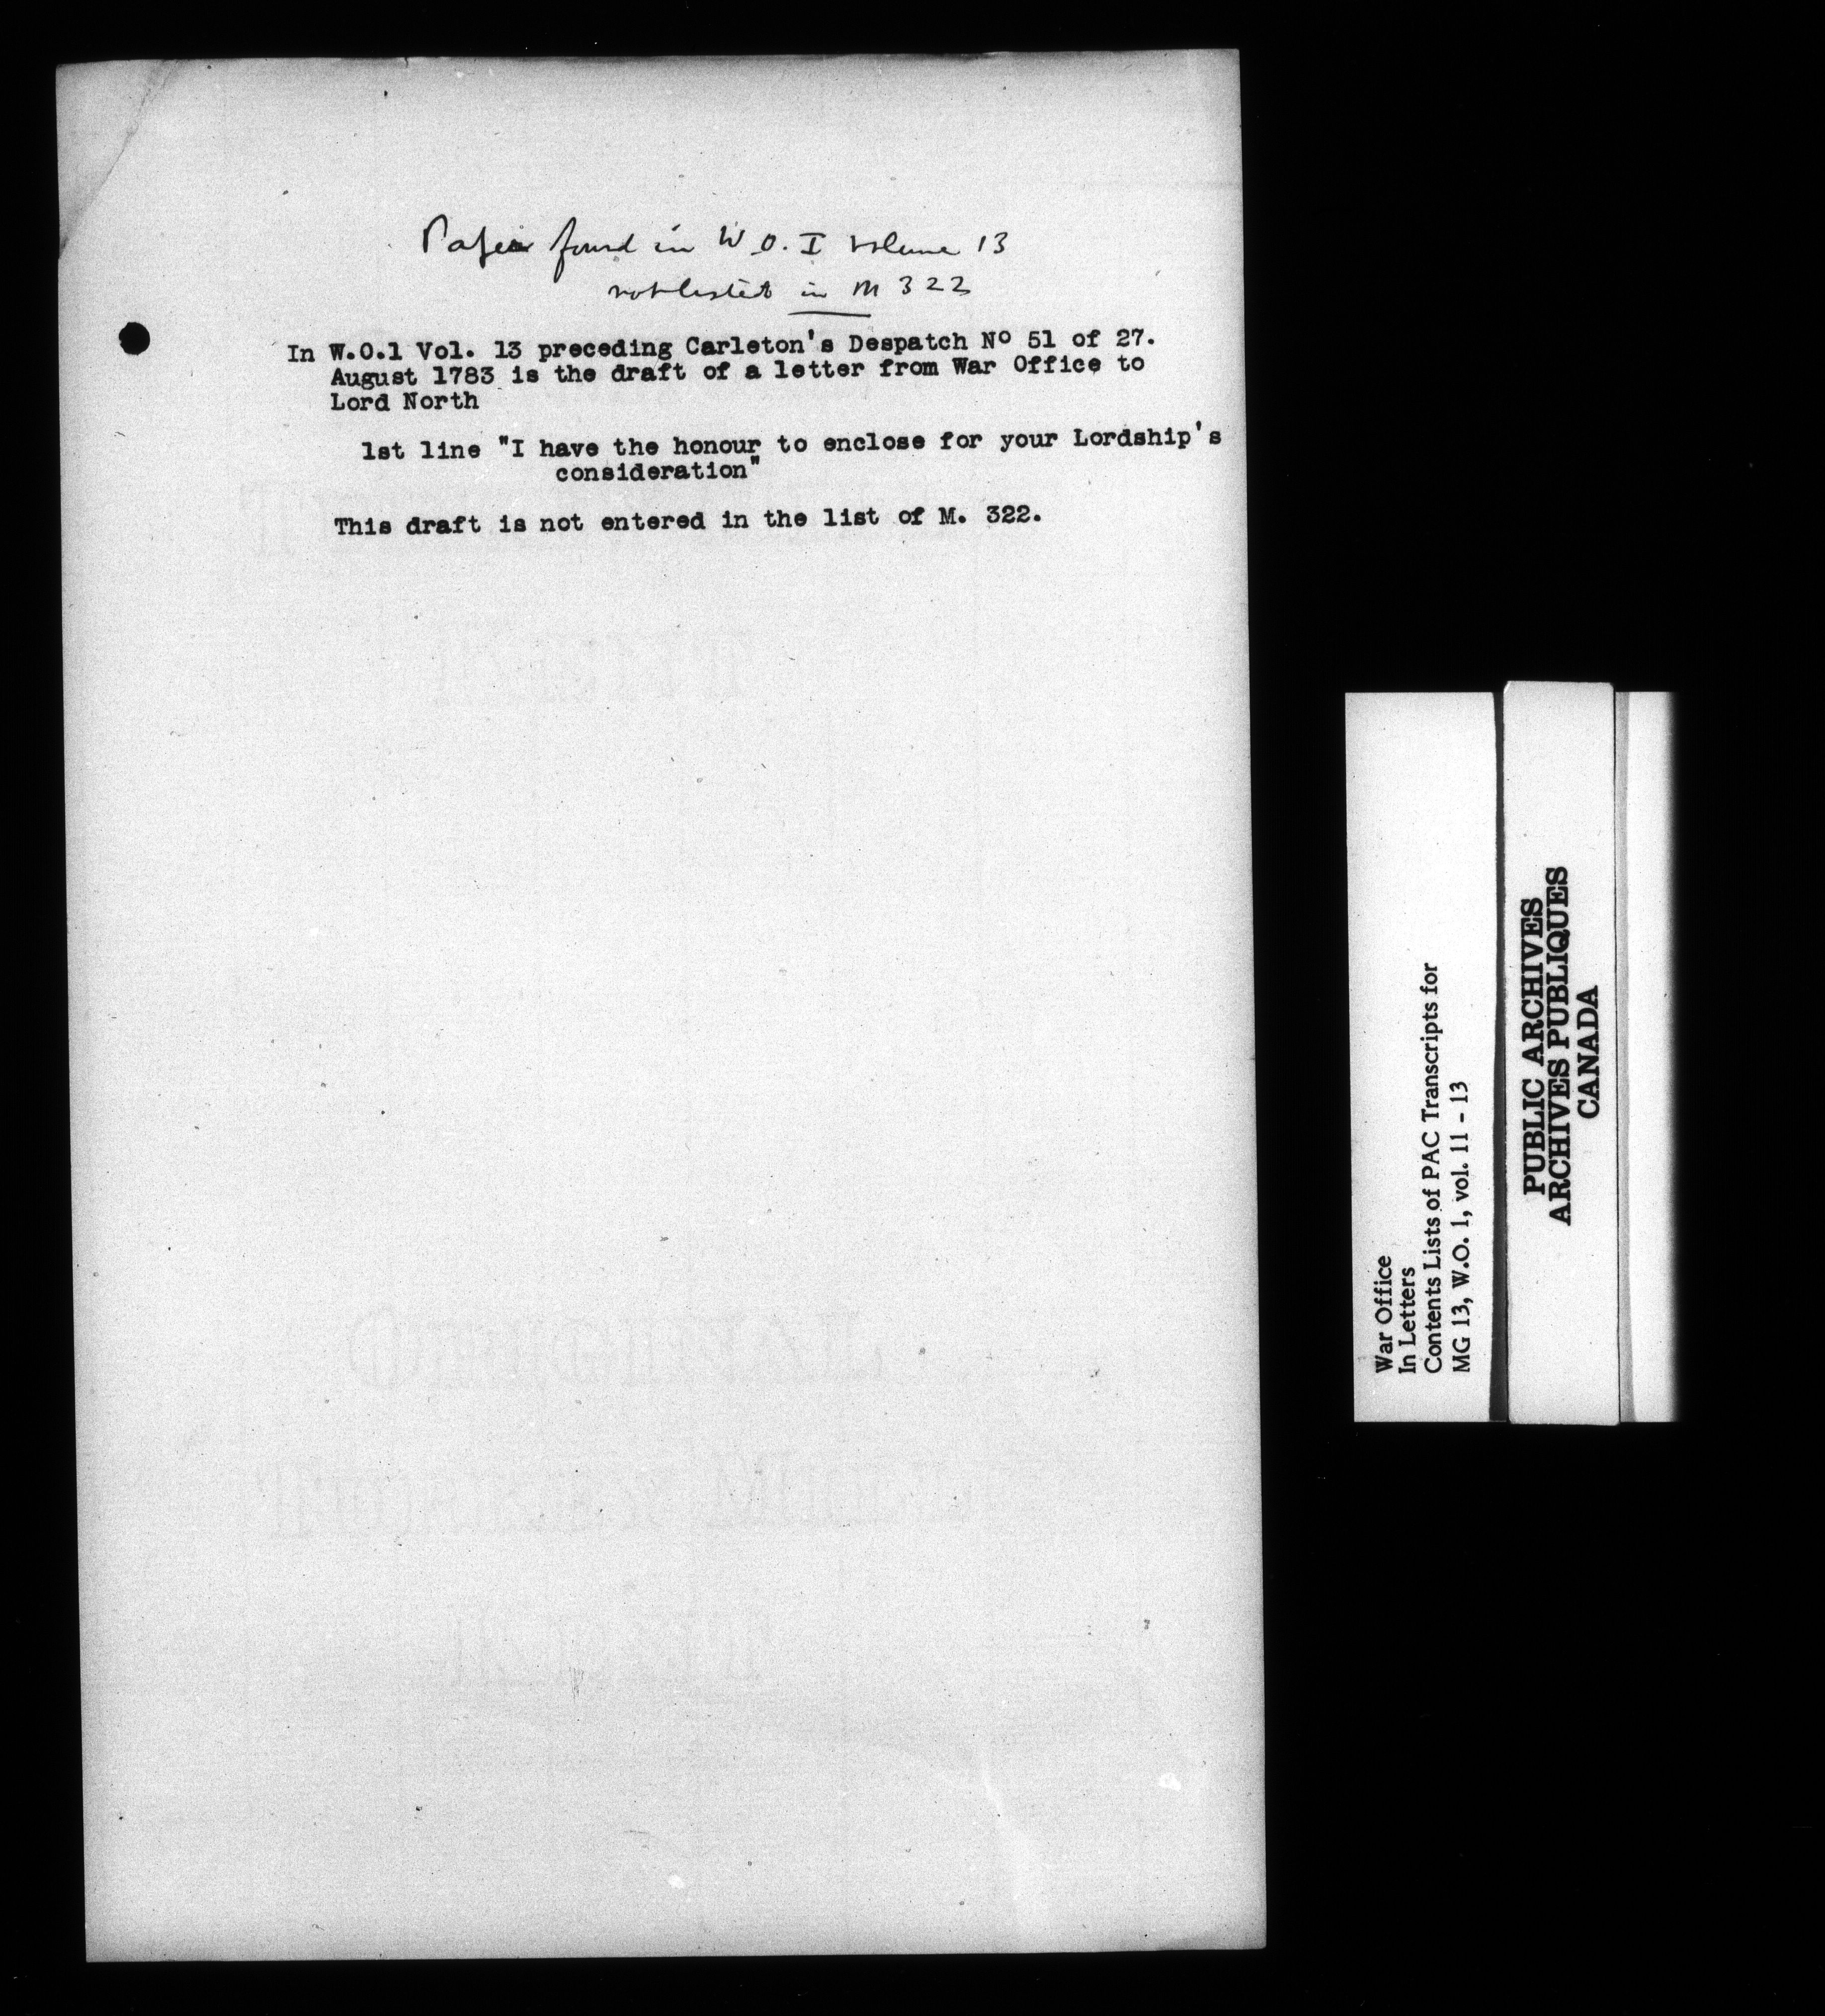 Paper found in W.O. I volume 13
not listed in M 322
In W.O.1 Vol. 13 preceding Carleton's Despatch Nº 51 of 27.
August 1783 is the draft of a letter from War Office to
Lord North
1st line "I have the honour to enclose for your Lordship's
consideration"
This draft is not entered in the list of M. 322.
War Office
In Letters
Contents Lists of PAC Transcripts for
MG 13, W.O. 1, vol. 11 - 13
PUBLIC ARCHIVES
ARCHIVES PUBLIQUES
CANADA